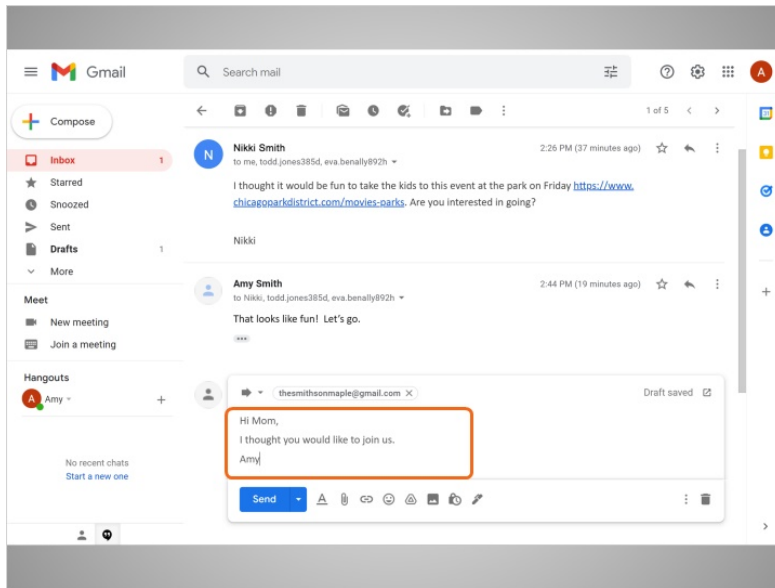 Gmail
Search mail
A
Compose
1 of 5
Inbox 1
Starred
Snoozed
Sent
Drafts 1
More
Meet
New meeting
Join a meeting
Hangouts
A Amy
No recent chats
Start a new one
N
Nikki Smith 2:26 PM (37 minutes ago)
to me, todd.jones385d, eva.benally892h
I thought it would be fun to take the kids to this event at the park on Friday https://www.
chicagoparkdistrict.com/movies-parks. Are you interested in going?
Nikki
Amy Smith 2:44 PM (19 minutes ago)
to Nikki, todd.jones385d, eva.benally892h
That looks like fun! Let's go.
thesmithsonmaple@gmail.com Draft saved
Hi Mom,
I thought you would like to join us.
Amy
Send